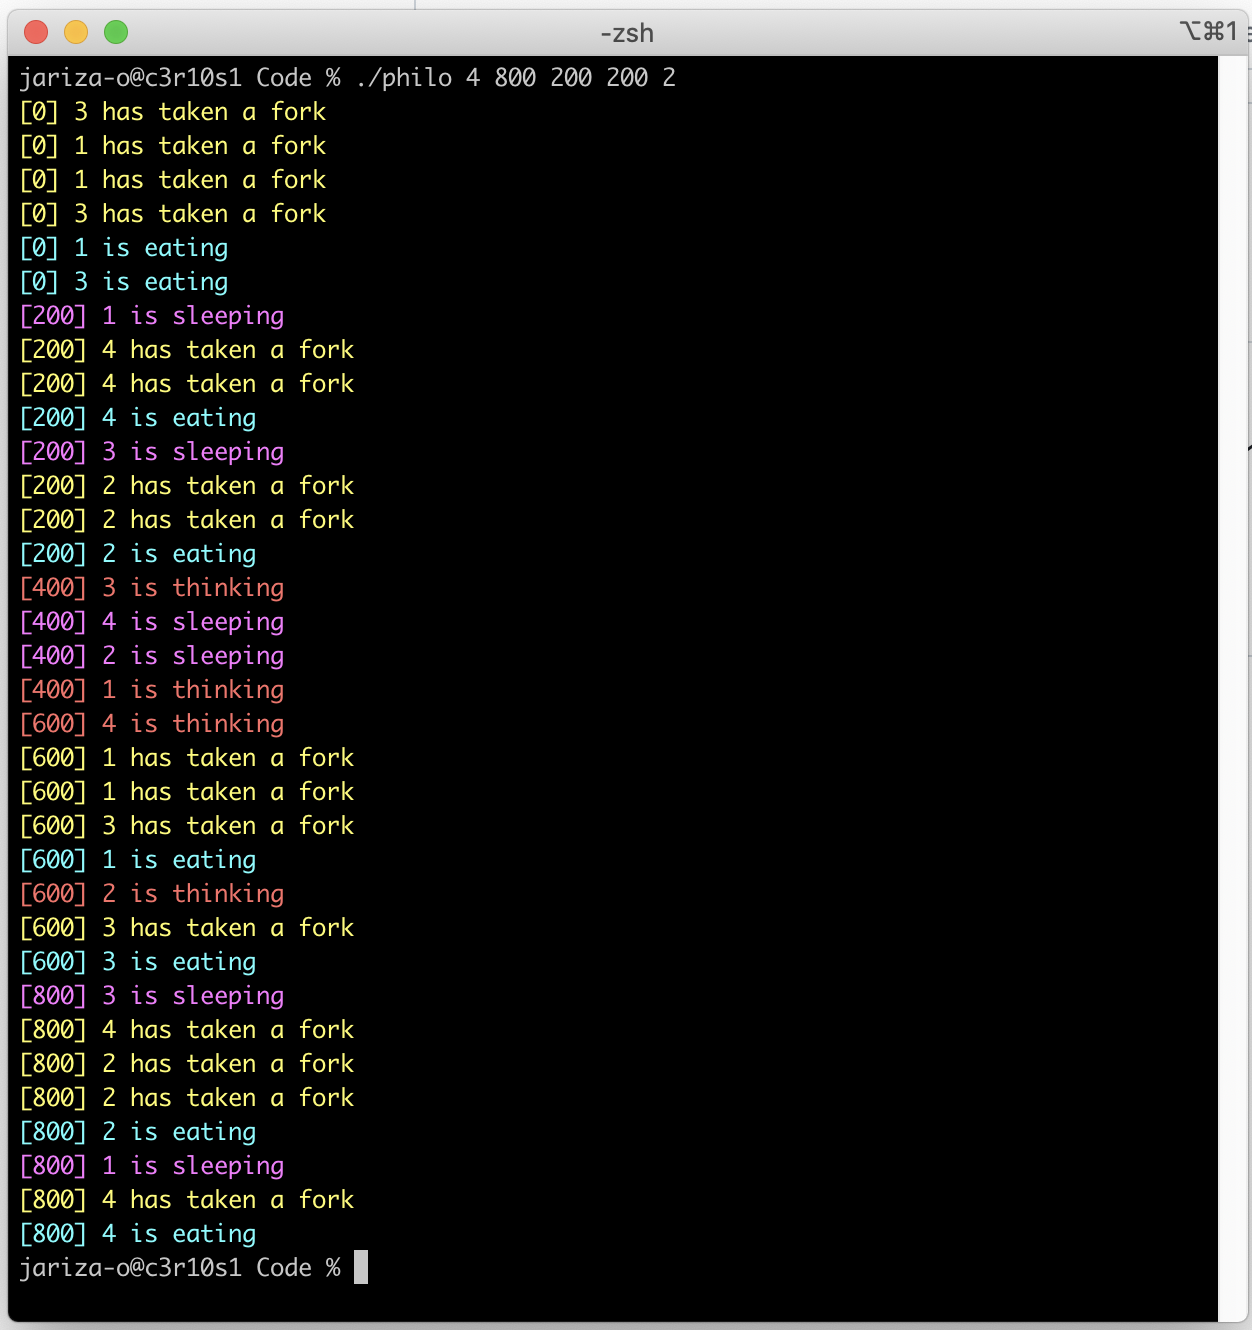 -zsh
⌥⌘1
jariza-o@c3r10s1 Code % ./philo 4 800 200 200 2
[0] 3 has taken a fork
[0] 1 has taken a fork
[0] 1 has taken a fork
[0] 3 has taken a fork
[0] 1 is eating
[0] 3 is eating
[200] 1 is sleeping
[200] 4 has taken a fork
[200] 4 has taken a fork
[200] 4 is eating
[200] 3 is sleeping
[200] 2 has taken a fork
[200] 2 has taken a fork
[200] 2 is eating
[400] 3 is thinking
[400] 4 is sleeping
[400] 2 is sleeping
[400] 1 is thinking
[600] 4 is thinking
[600] 1 has taken a fork
[600] 1 has taken a fork
[600] 3 has taken a fork
[600] 1 is eating
[600] 2 is thinking
[600] 3 has taken a fork
[600] 3 is eating
[800] 3 is sleeping
[800] 4 has taken a fork
[800] 2 has taken a fork
[800] 2 has taken a fork
[800] 2 is eating
[800] 1 is sleeping
[800] 4 has taken a fork
[800] 4 is eating
jariza-o@c3r10s1 Code %